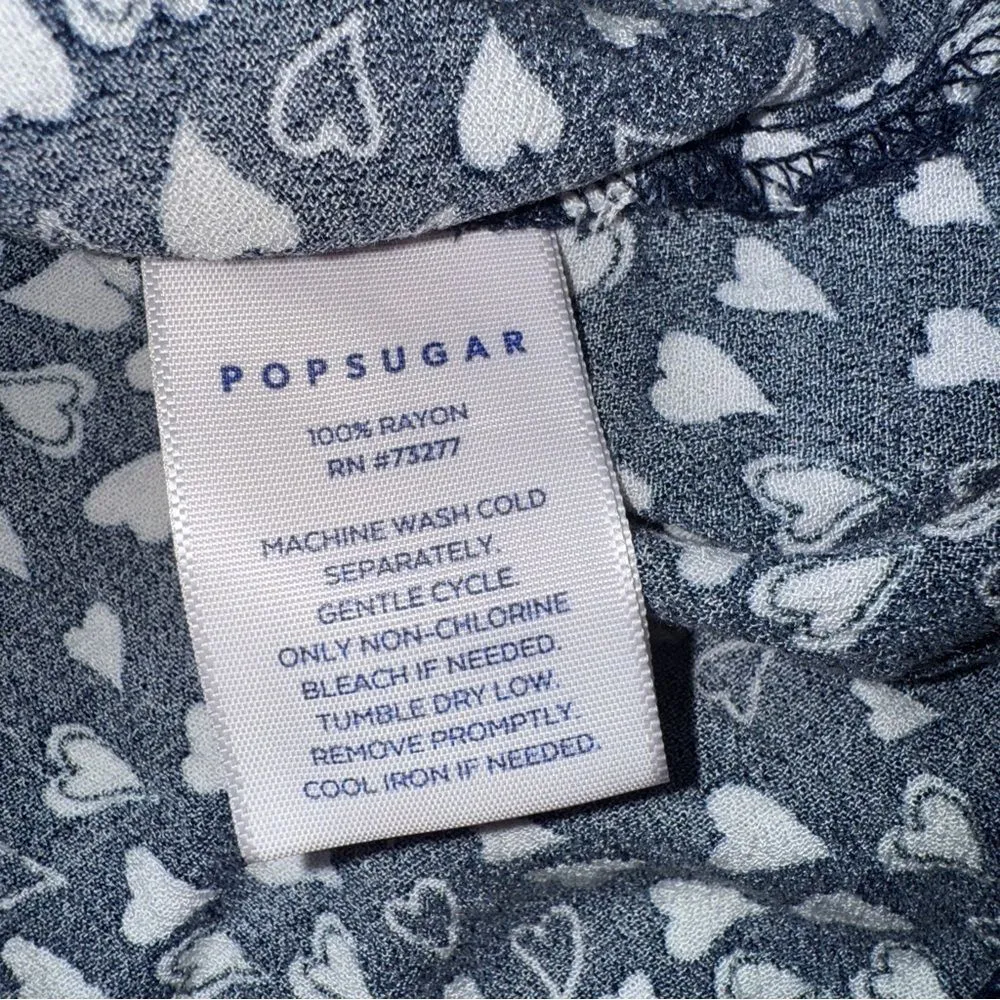 POPSUGAR
100% RAYON
RN #73277
MACHINE WASH COLD
SEPARATELY.
GENTLE CYCLE.
ONLY NON-CHLORINE
BLEACH IF NEEDED.
TUMBLE DRY LOW.
REMOVE PROMPTLY.
COOL IRON IF NEEDED.